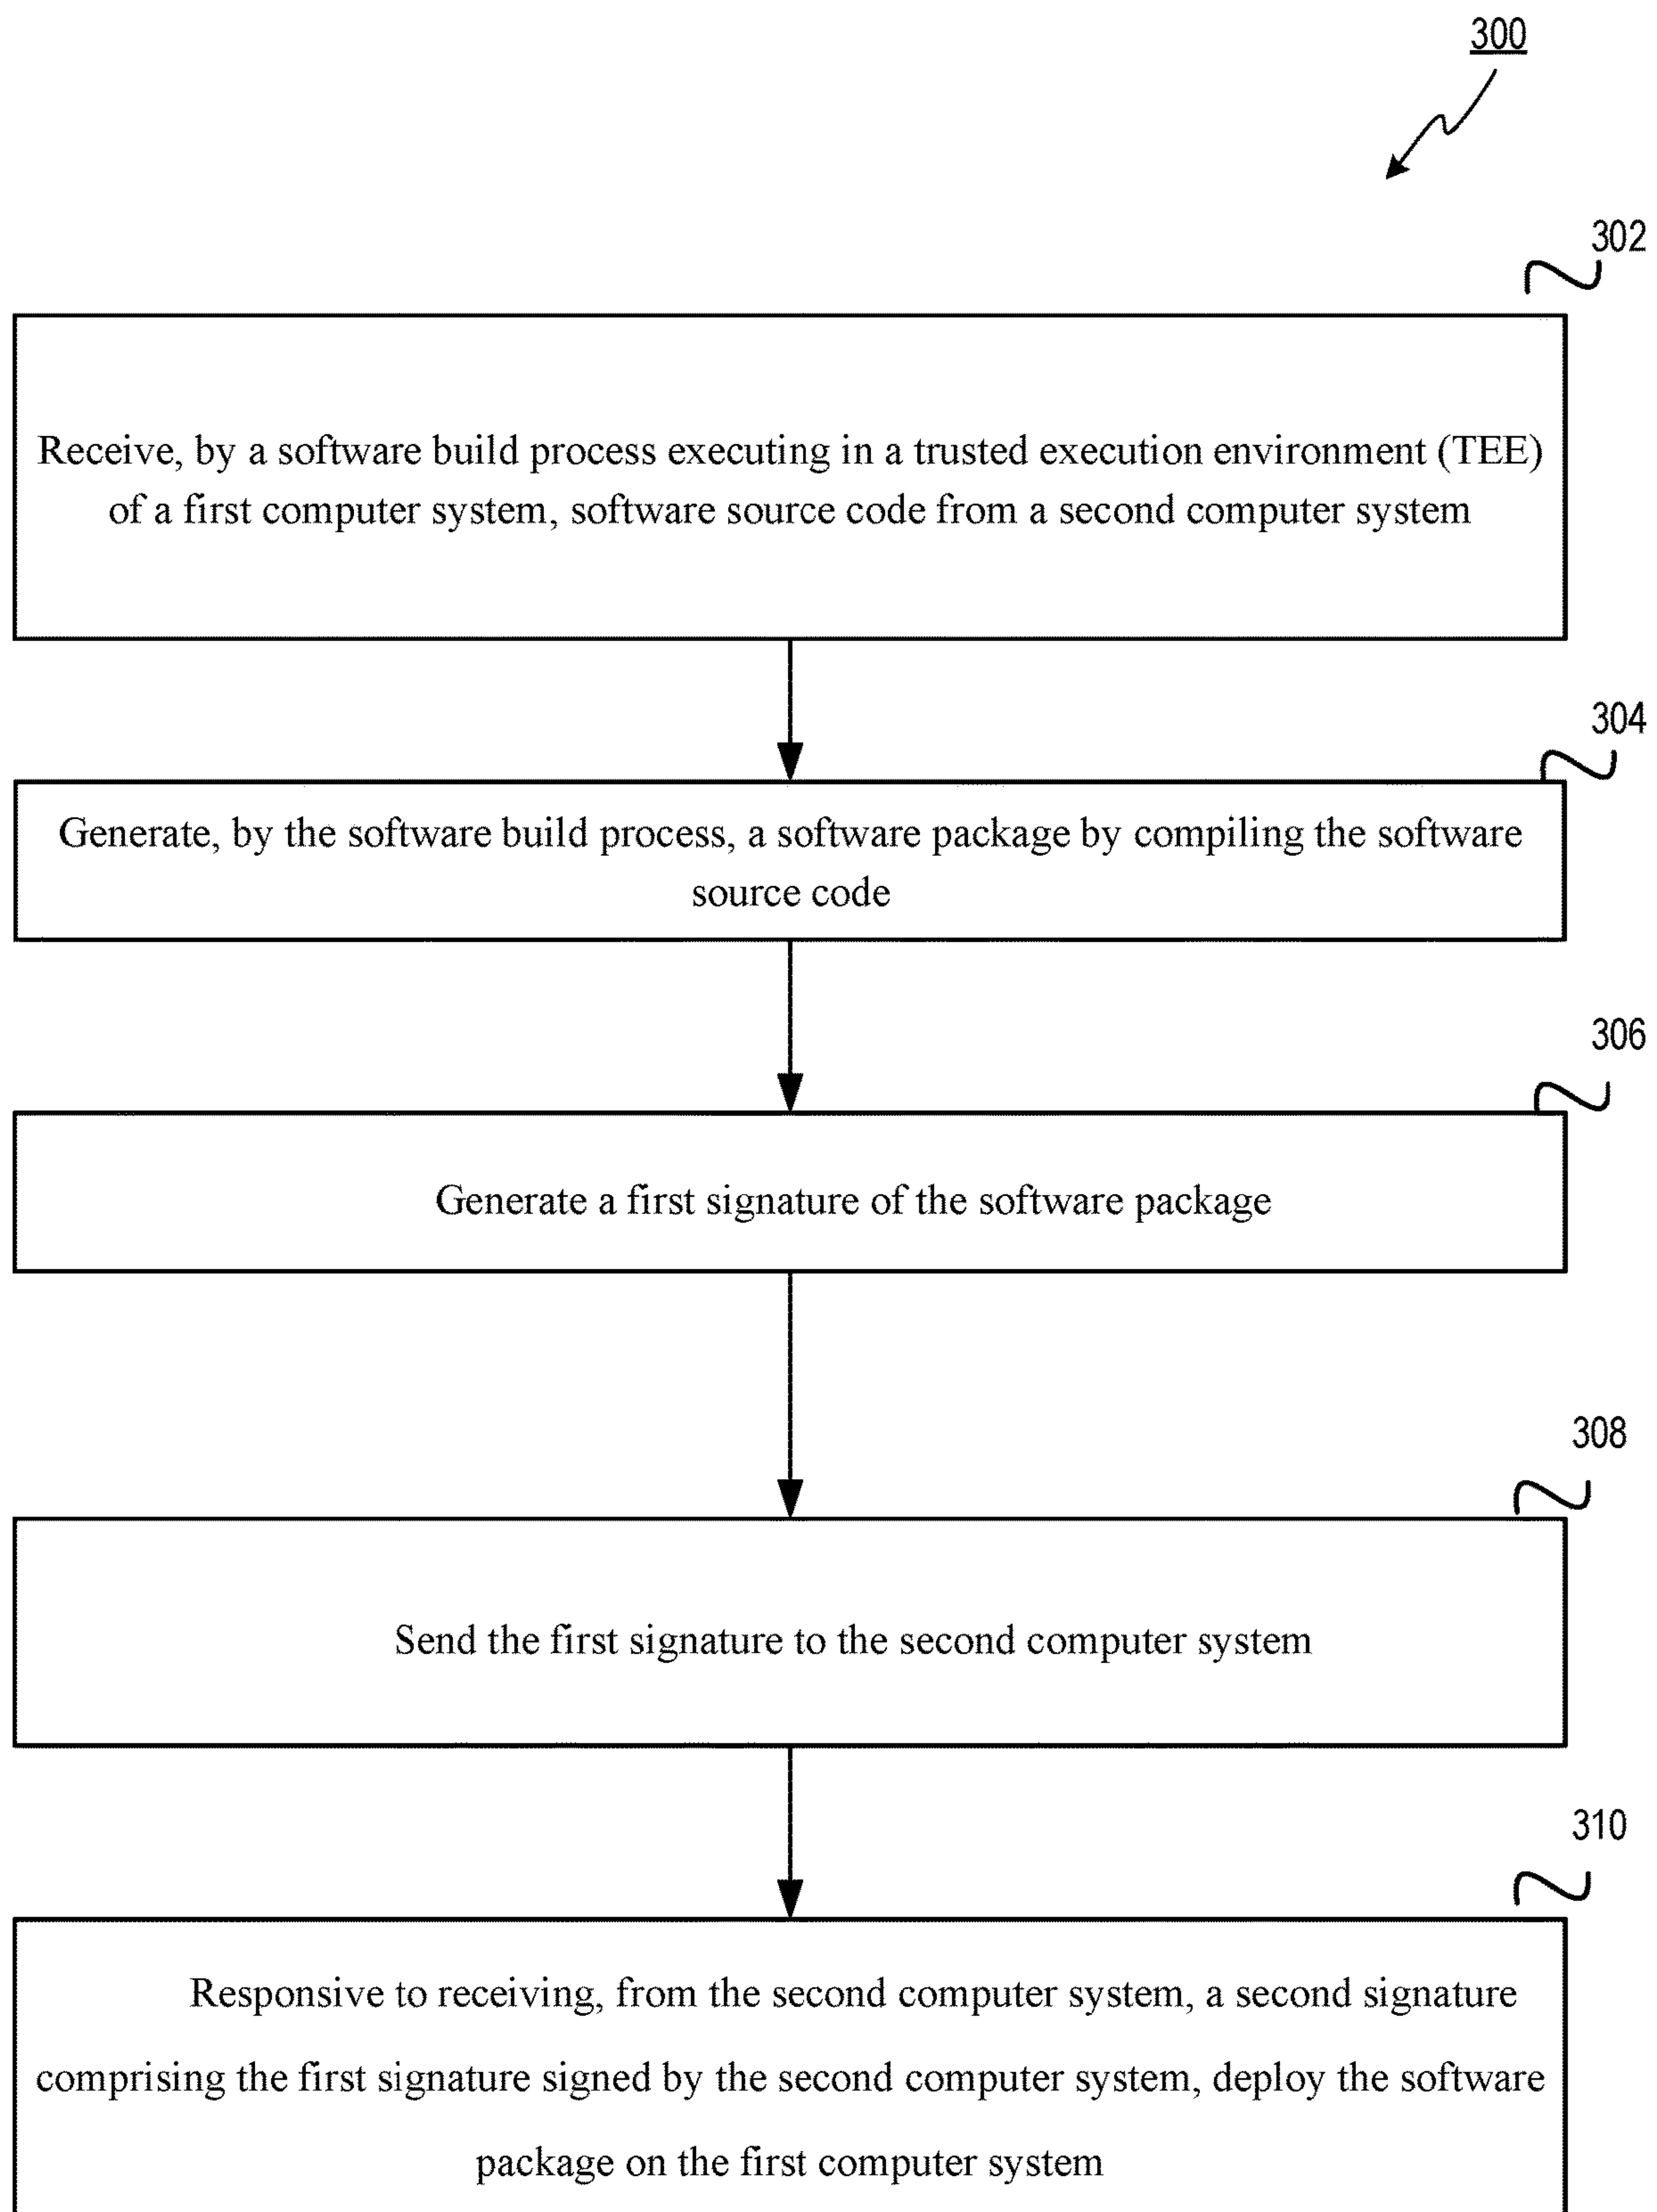 300
302
Receive, by a software build process executing in a trusted execution environment (TEE)
of a first computer system, software source code from a second computer system
304
Generate, by the software build process, a software package by compiling the software
source code
306
Generate a first signature of the software package
308
Send the first signature to the second computer system
310
Responsive to receiving, from the second computer system, a second signature
comprising the first signature signed by the second computer system, deploy the software
package on the first computer system